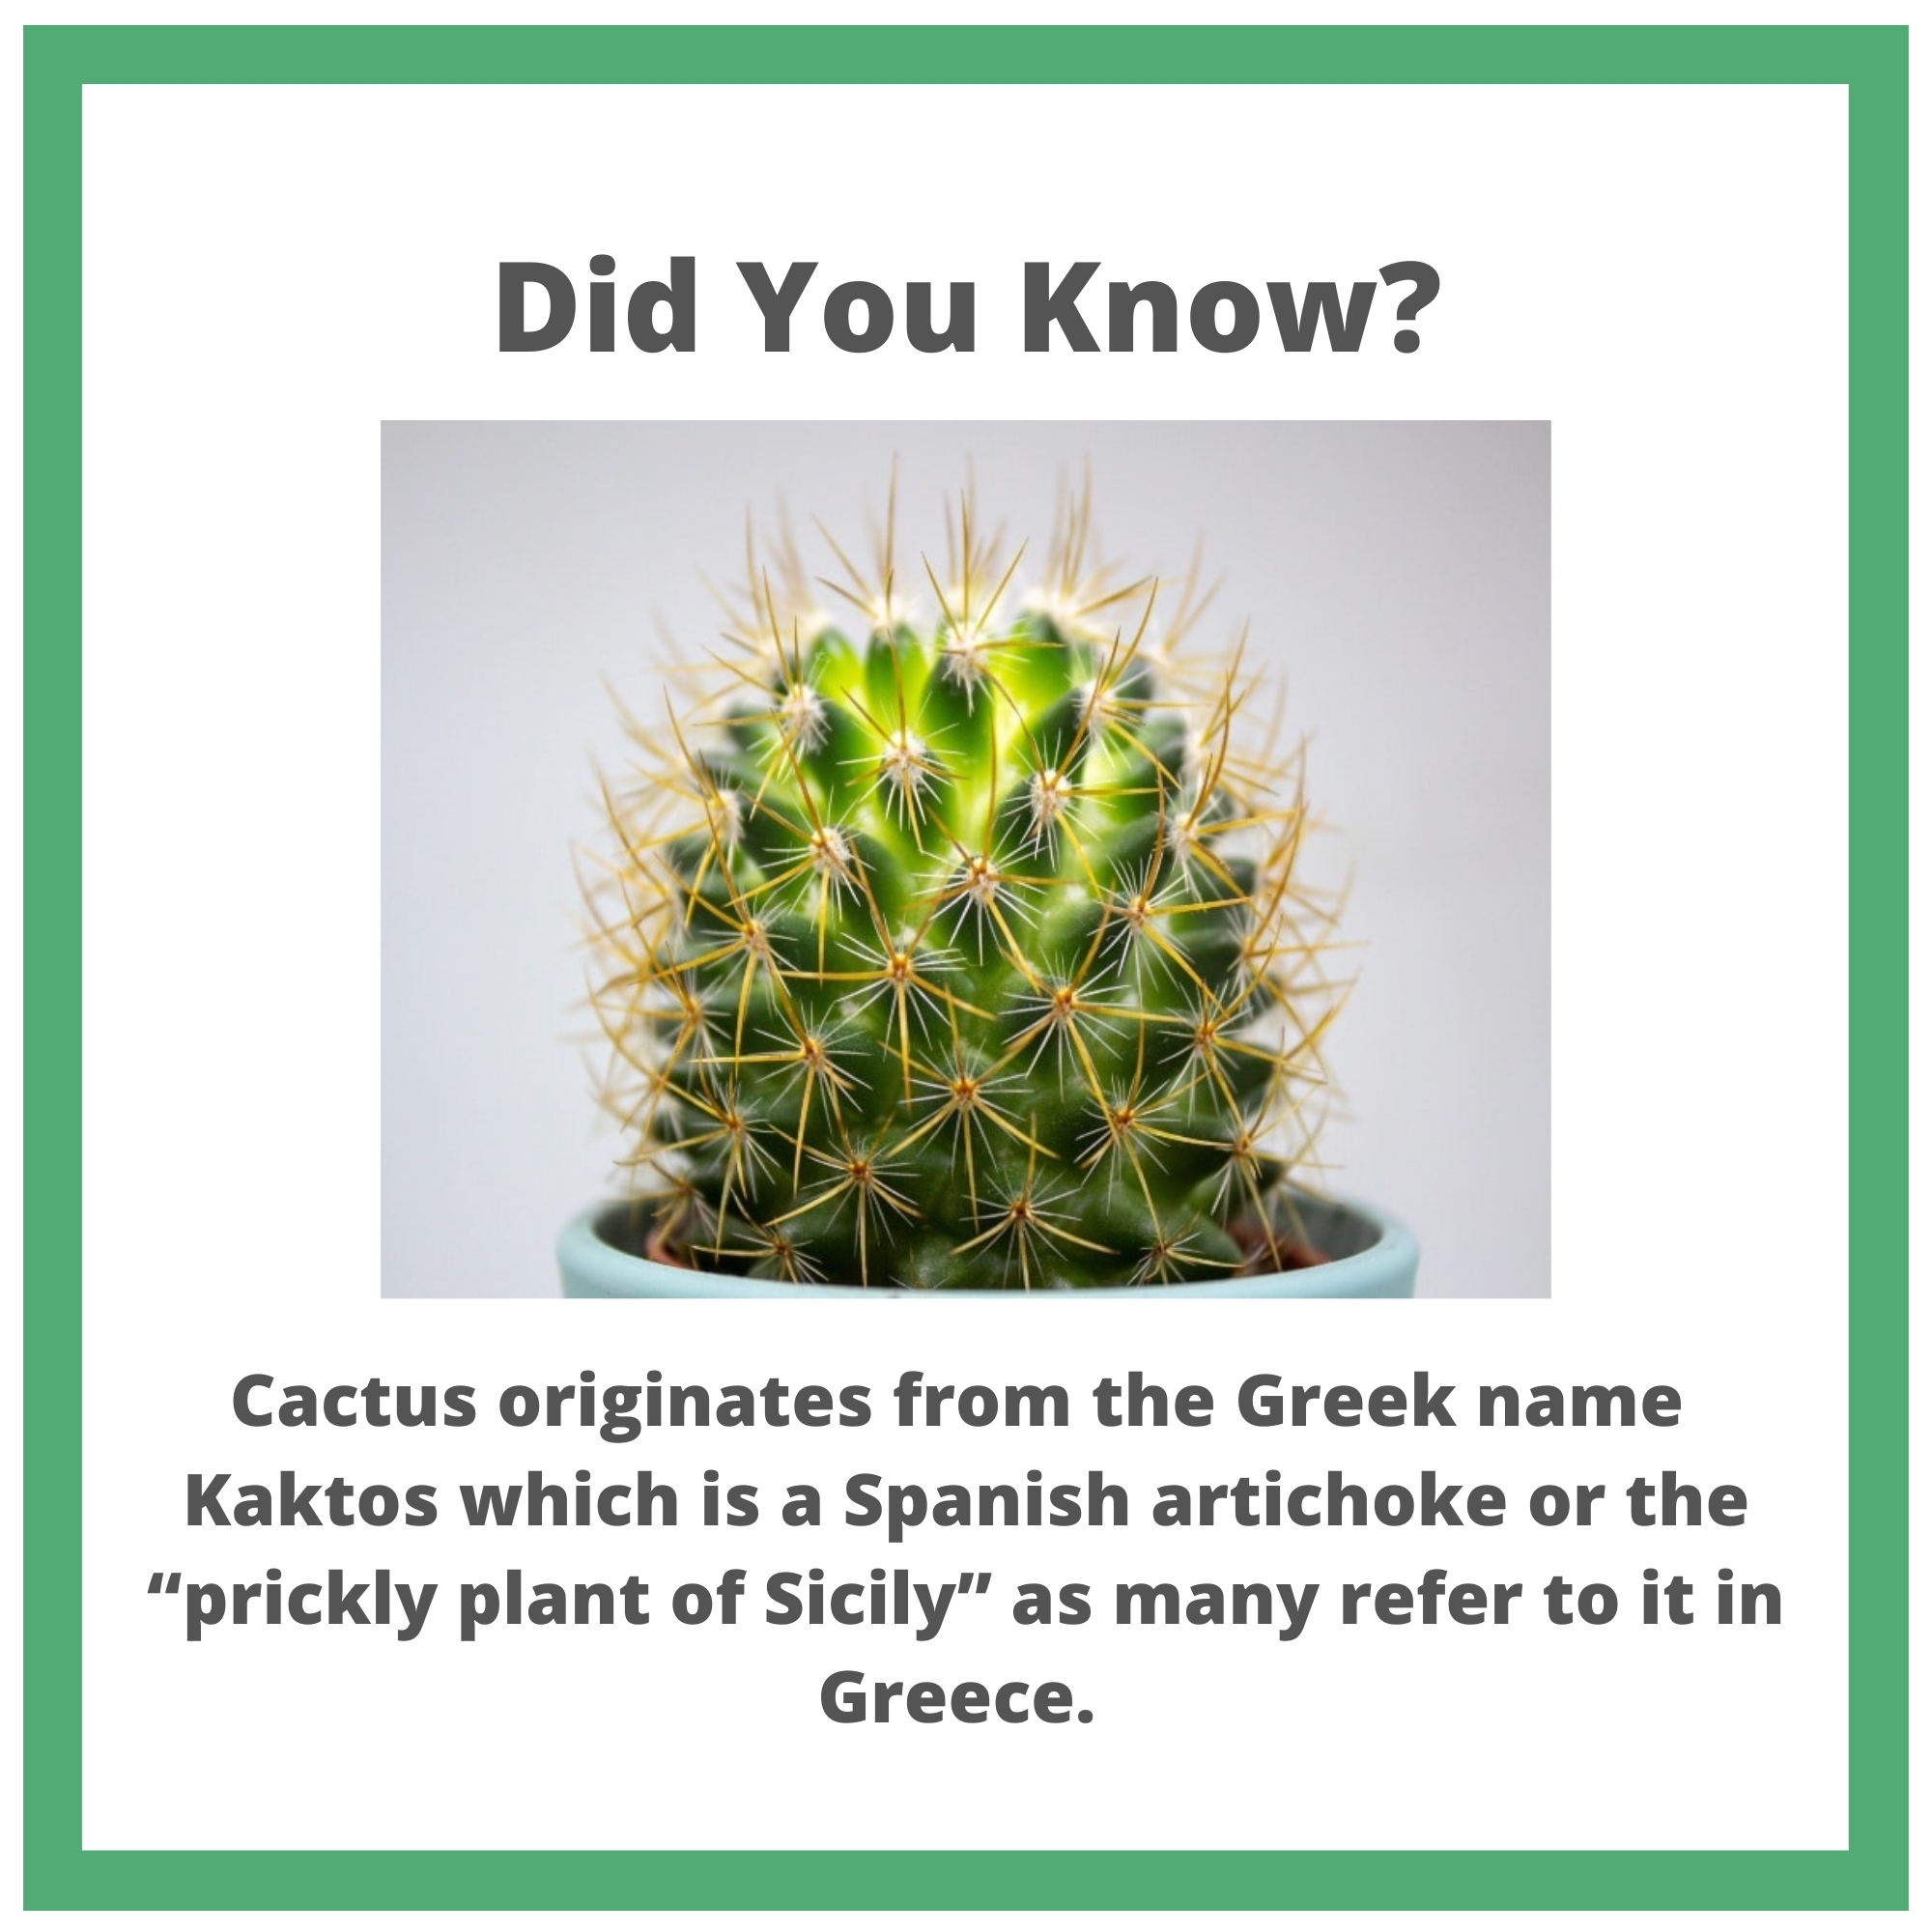 Did You Know?
Cactus originates from the Greek name
Kaktos which is a Spanish artichoke or the
“prickly plant of Sicily” as many refer to it in
Greece.